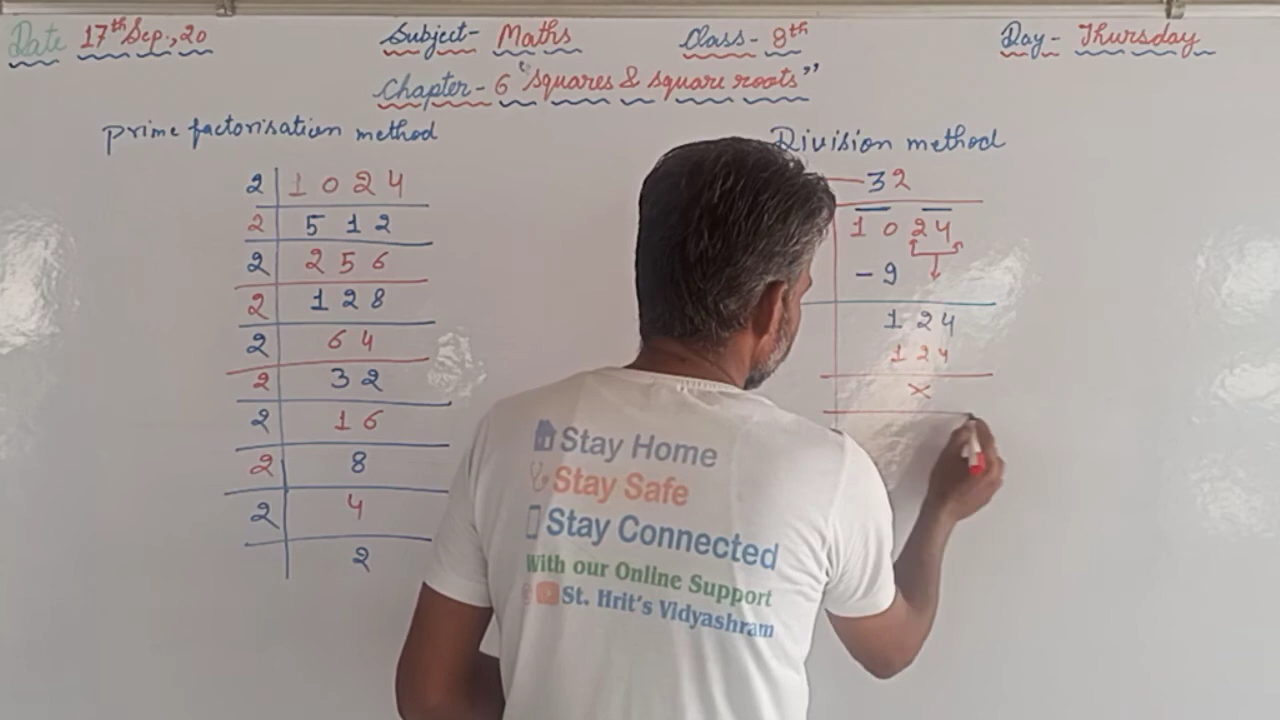 Date 17th Sep., 20 Subject- Maths Class- 8th Day- Thursday
Chapter- 6 "Squares & square roots"
Prime factorisation method
2 1024
2 512
2 256
2 128
2 64
2 32
2 16
2 8
2 4
2
Division method
32
1024
-9
124
124
×
Stay Home
Stay Safe
Stay Connected
With our Online Support
St. Hrit's Vidyashram